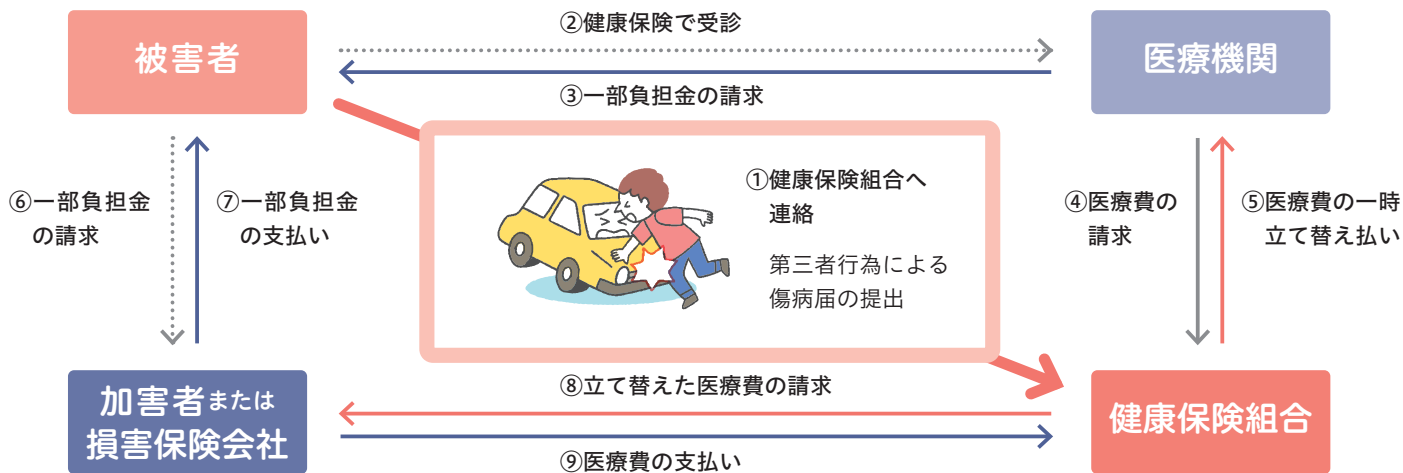 ②健康保険で受診
被害者
医療機関
③一部負担金の請求
①健康保険組合へ
連絡
第三者行為による
傷病届の提出
⑥一部負担金
の請求
⑦一部負担金
の支払い
④医療費の
請求
⑤医療費の一時
立て替え払い
⑧立て替えた医療費の請求
加害者または
損害保険会社
健康保険組合
⑨医療費の支払い